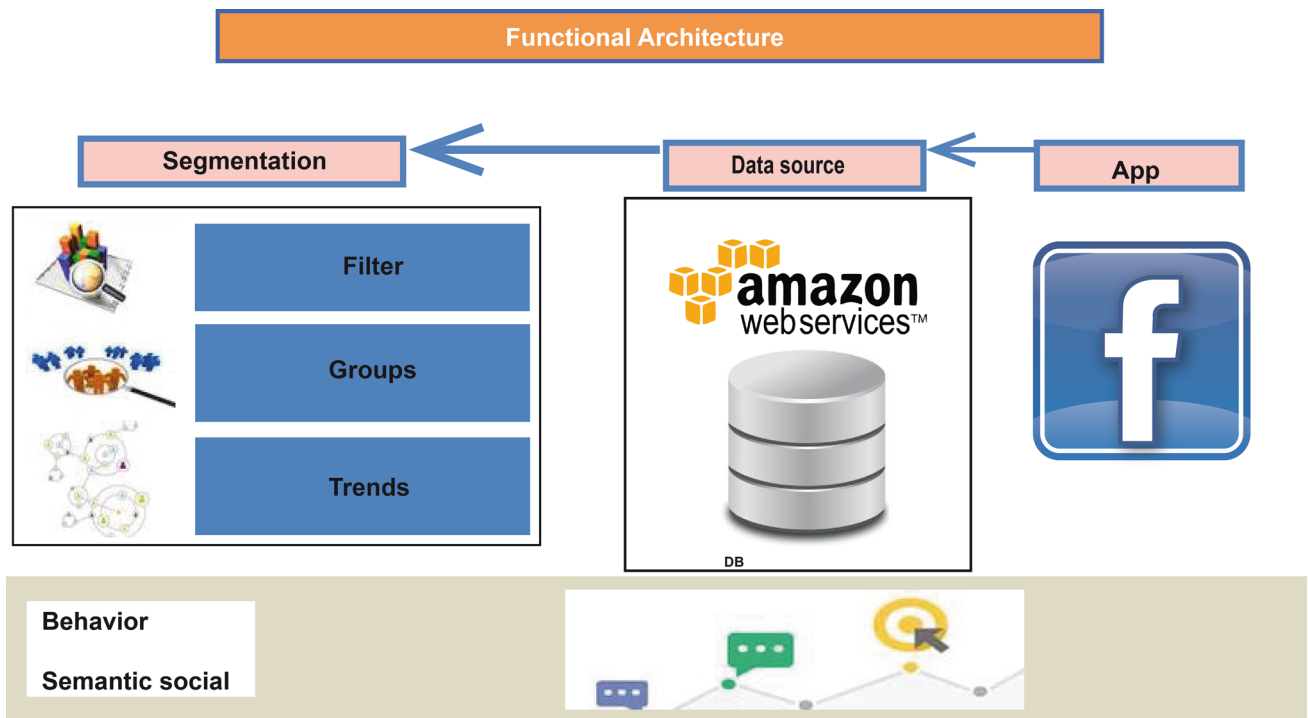 Functional Architecture
Segmentation
Data source
App
Filter
Groups
Trends
amazon
webservices™
DB
f
Behavior
Semantic social